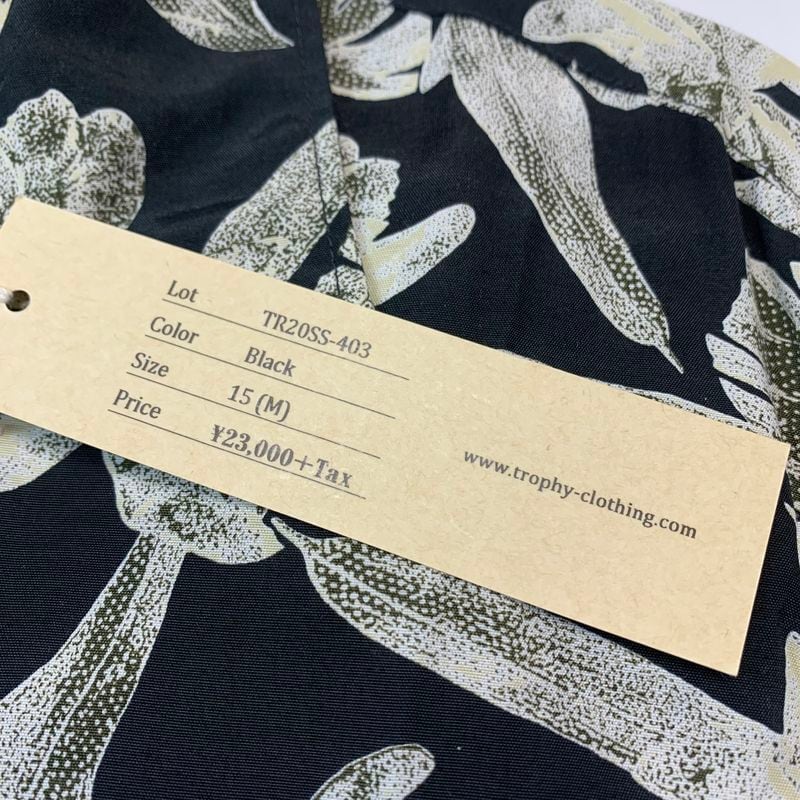 Lot TR20SS-403
Color Black
Size 15 (M)
Price ¥23,000+Tax
www.trophy-clothing.com